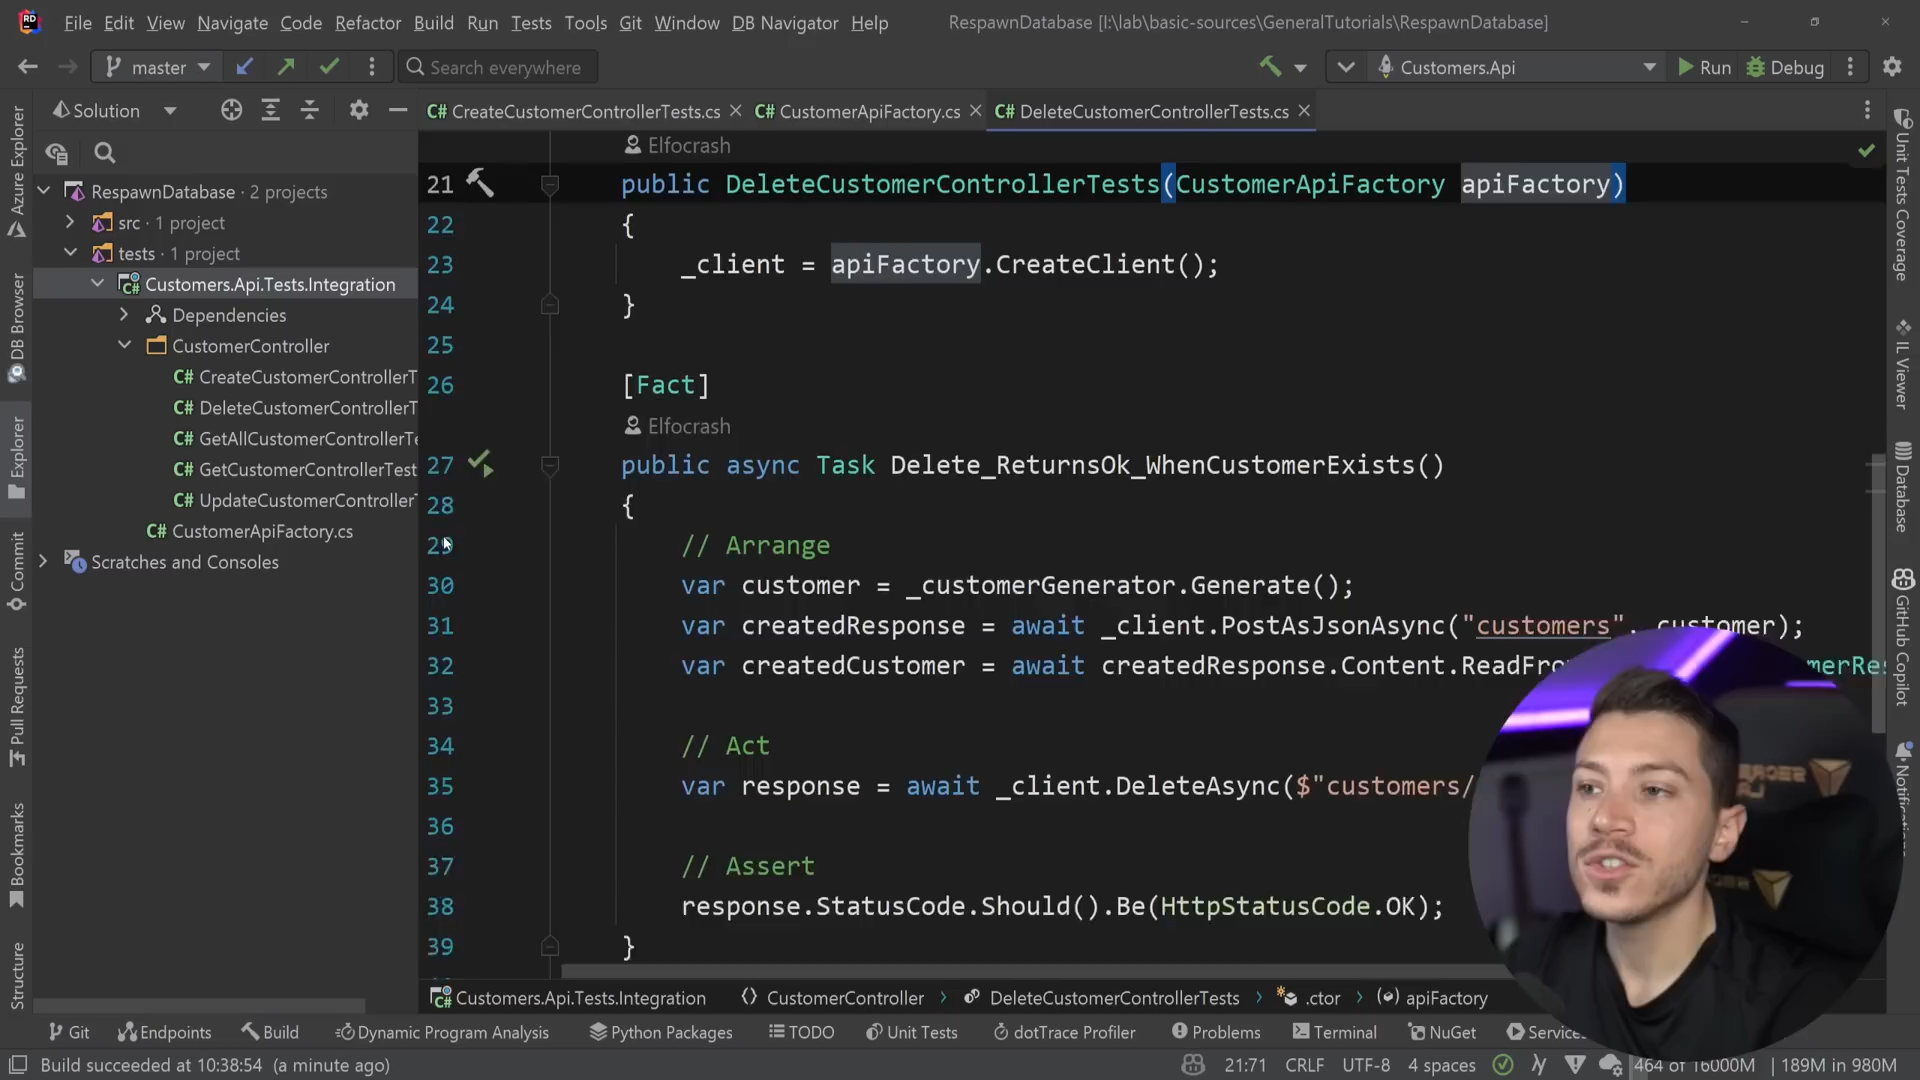 RD File Edit View Navigate Code Refactor Build Run Tests Tools Git Window DB Navigator Help RespawnDatabase [I:\lab\basic-sources\GeneralTutorials\RespawnDatabase]
master Search everywhere Customers.Api Run Debug
Solution
C# CreateCustomerControllerTests.cs C# CustomerApiFactory.cs C# DeleteCustomerControllerTests.cs
RespawnDatabase · 2 projects
src · 1 project
tests · 1 project
Customers.Api.Tests.Integration
Dependencies
CustomerController
C# CreateCustomerControllerT
C# DeleteCustomerControllerT
C# GetAllCustomerControllerTe
C# GetCustomerControllerTest
C# UpdateCustomerControllerT
C# CustomerApiFactory.cs
Scratches and Consoles
Azure Explorer
DB Browser
Explorer
Commit
Pull Requests
Bookmarks
Structure
Elfocrash
21 public DeleteCustomerControllerTests(CustomerApiFactory apiFactory)
22 {
23 _client = apiFactory.CreateClient();
24 }
25
26 [Fact]
Elfocrash
27 public async Task Delete_ReturnsOk_WhenCustomerExists()
28 {
29 // Arrange
30 var customer = _customerGenerator.Generate();
31 var createdResponse = await _client.PostAsJsonAsync("customers", customer);
32 var createdCustomer = await createdResponse.Content.ReadFro merRes
33
34 // Act
35 var response = await _client.DeleteAsync($"customers/
36
37 // Assert
38 response.StatusCode.Should().Be(HttpStatusCode.OK);
39 }
Unit Tests Coverage
IL Viewer
Database
GitHub Copilot
Notifications
Customers.Api.Tests.Integration CustomerController DeleteCustomerControllerTests .ctor apiFactory
Git Endpoints Build Dynamic Program Analysis Python Packages TODO Unit Tests dotTrace Profiler Problems Terminal NuGet Service
Build succeeded at 10:38:54 (a minute ago) 21:71 CRLF UTF-8 4 spaces 464 of 16000M 189M in 980M